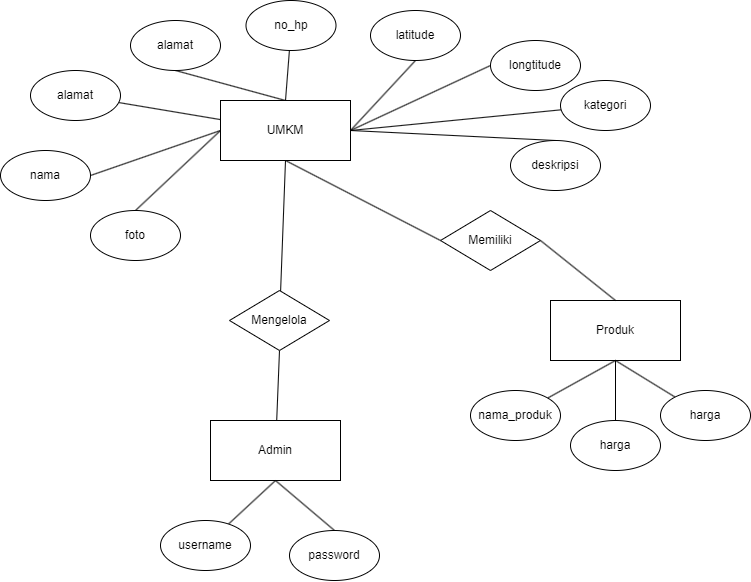 no_hp
latitude
alamat
longtitude
alamat
kategori
UMKM
deskripsi
nama
foto
Memiliki
Mengelola
Produk
nama_produk
harga
harga
Admin
username
password